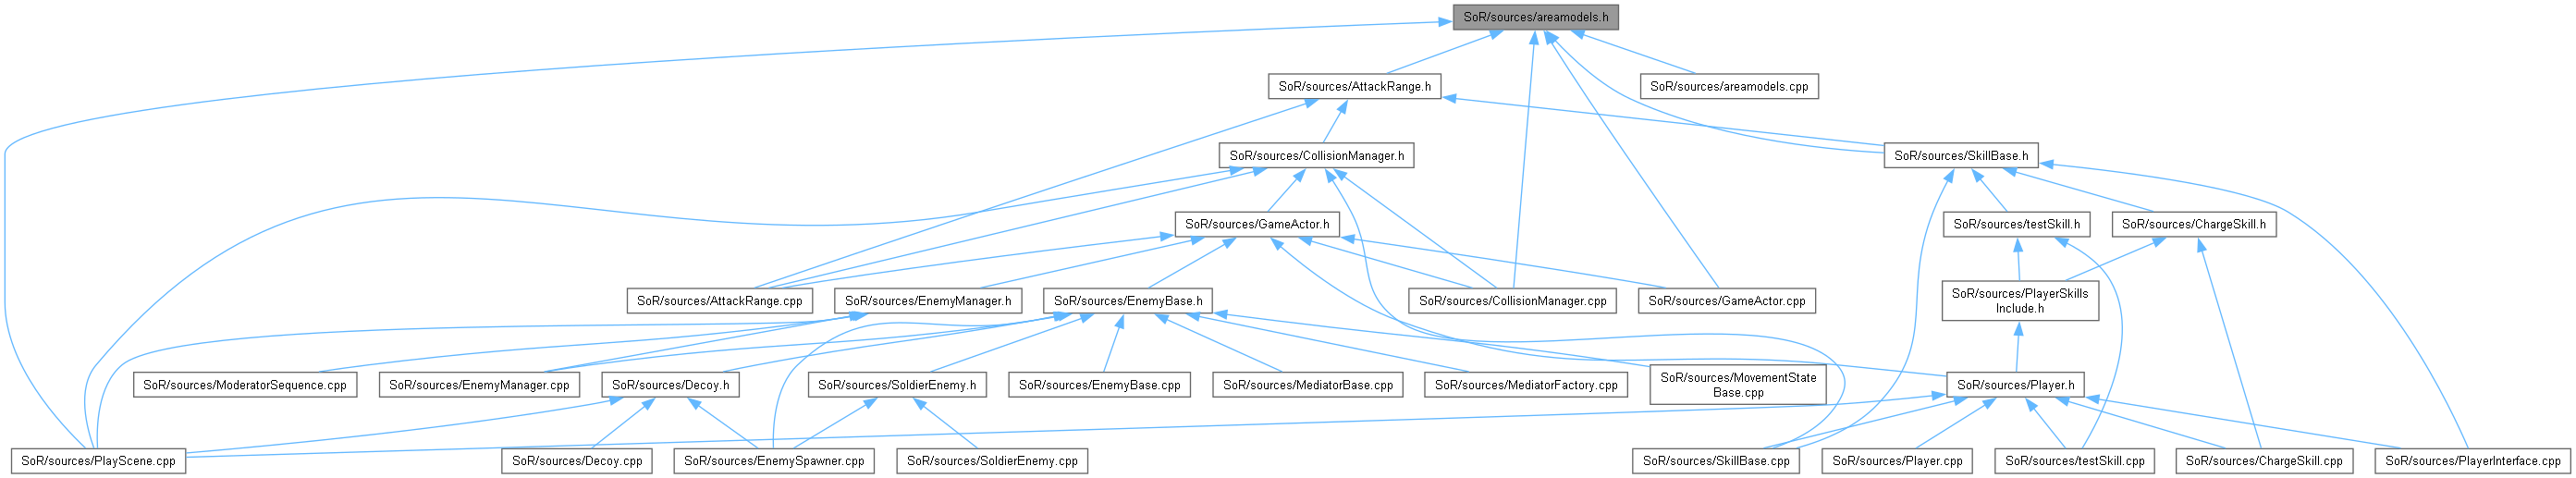 SoR/sources/areamodels.h
SoR/sources/AttackRange.h
SoR/sources/areamodels.cpp
SoR/sources/CollisionManager.h
SoR/sources/SkillBase.h
SoR/sources/GameActor.h
SoR/sources/testSkill.h
SoR/sources/ChargeSkill.h
SoR/sources/AttackRange.cpp
SoR/sources/EnemyManager.h
SoR/sources/EnemyBase.h
SoR/sources/CollisionManager.cpp
SoR/sources/GameActor.cpp
SoR/sources/PlayerSkills
Include.h
SoR/sources/ModeratorSequence.cpp
SoR/sources/EnemyManager.cpp
SoR/sources/Decoy.h
SoR/sources/SoldierEnemy.h
SoR/sources/EnemyBase.cpp
SoR/sources/MediatorBase.cpp
SoR/sources/MediatorFactory.cpp
SoR/sources/MovementState
Base.cpp
SoR/sources/Player.h
SoR/sources/PlayScene.cpp
SoR/sources/Decoy.cpp
SoR/sources/EnemySpawner.cpp
SoR/sources/SoldierEnemy.cpp
SoR/sources/SkillBase.cpp
SoR/sources/Player.cpp
SoR/sources/testSkill.cpp
SoR/sources/ChargeSkill.cpp
SoR/sources/PlayerInterface.cpp